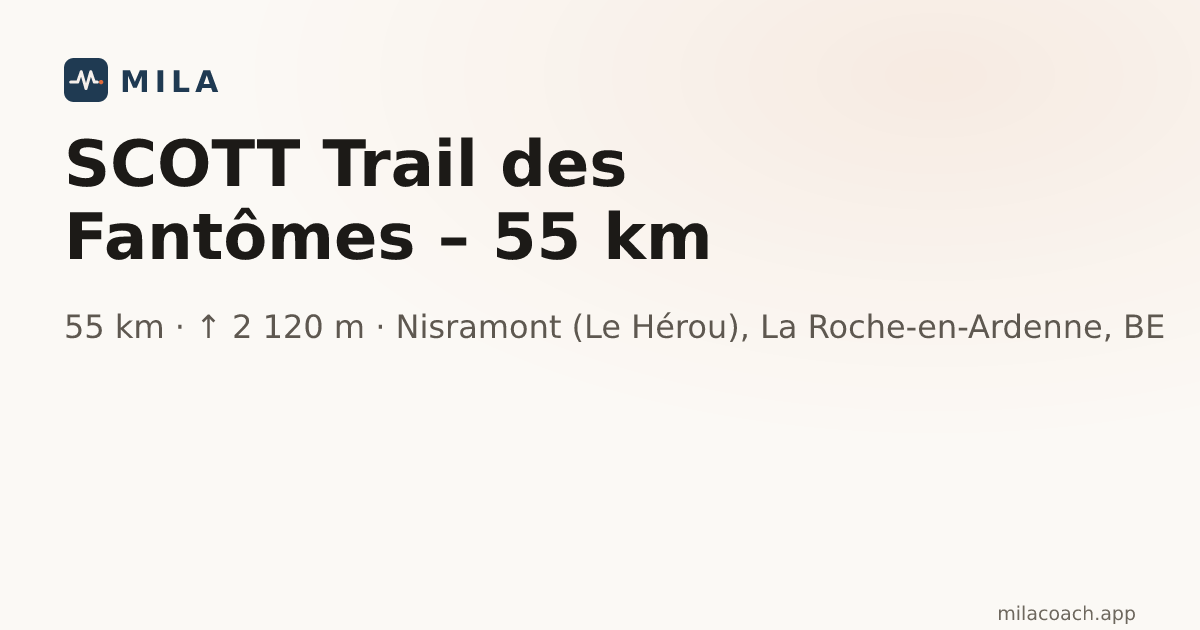 MILA
SCOTT Trail des
Fantômes – 55 km
55 km · ↑ 2 120 m · Nisramont (Le Hérou), La Roche-en-Ardenne, BE
milacoach.app